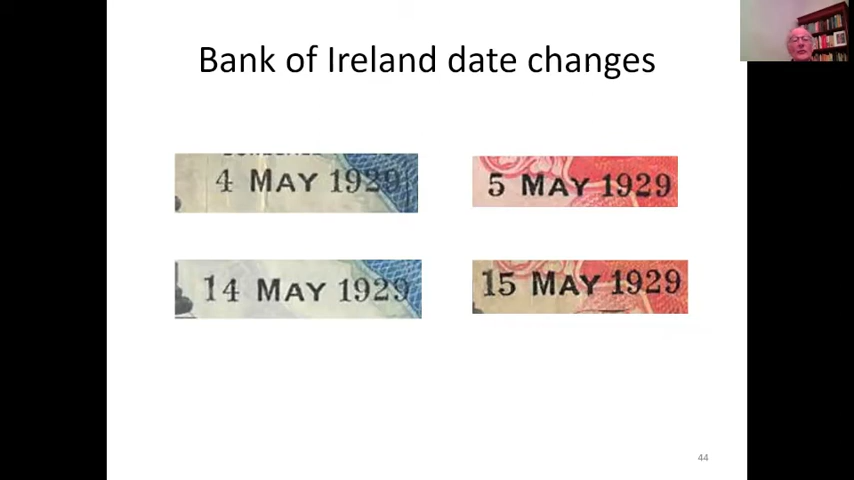 Bank of Ireland date changes
4 MAY 1929
5 MAY 1929
14 MAY 1929
15 MAY 1929
44